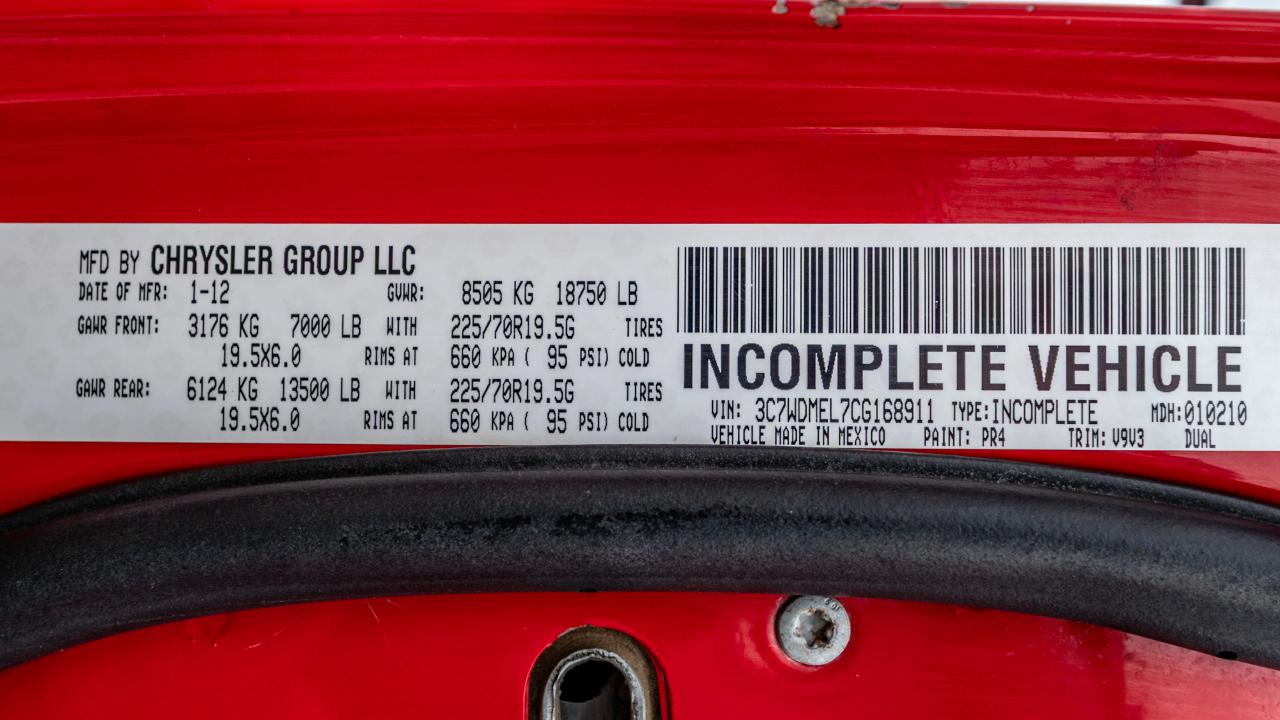 MFD BY CHRYSLER GROUP LLC
DATE OF MFR: 1-12 GVWR: 8505 KG 18750 LB
GAWR FRONT: 3176 KG 7000 LB WITH 225/70R19.5G TIRES
19.5X6.0 RIMS AT 660 KPA ( 95 PSI) COLD
GAWR REAR: 6124 KG 13500 LB WITH 225/70R19.5G TIRES
19.5X6.0 RIMS AT 660 KPA ( 95 PSI) COLD
INCOMPLETE VEHICLE
VIN: 3C7WDMEL7CG168911 TYPE:INCOMPLETE MDH:010210
VEHICLE MADE IN MEXICO PAINT: PR4 TRIM: V9V3 DUAL